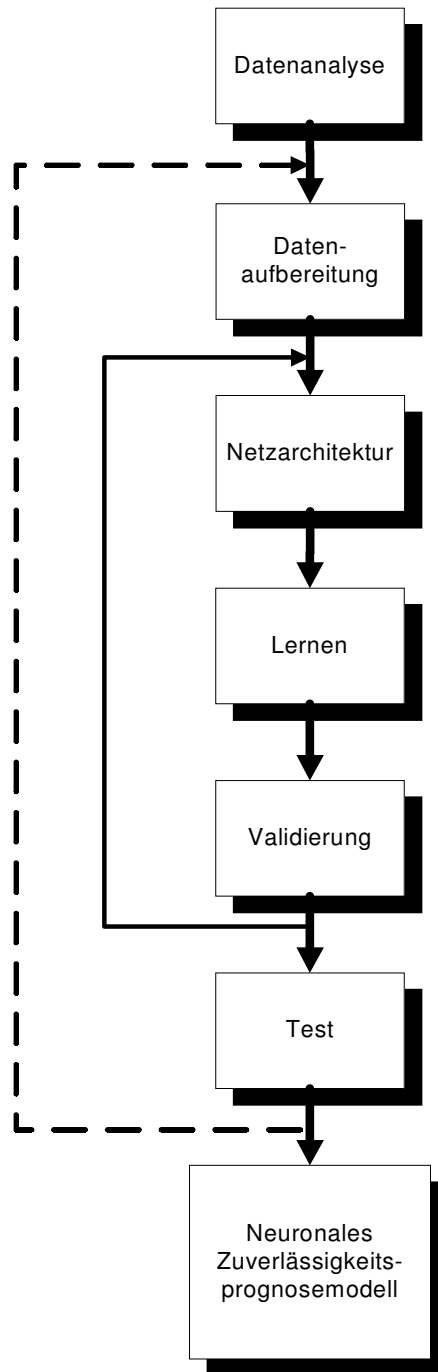 Datenanalyse
Daten-
aufbereitung
Netzarchitektur
Lernen
Validierung
Test
Neuronales
Zuverlässigkeits-
prognosemodell